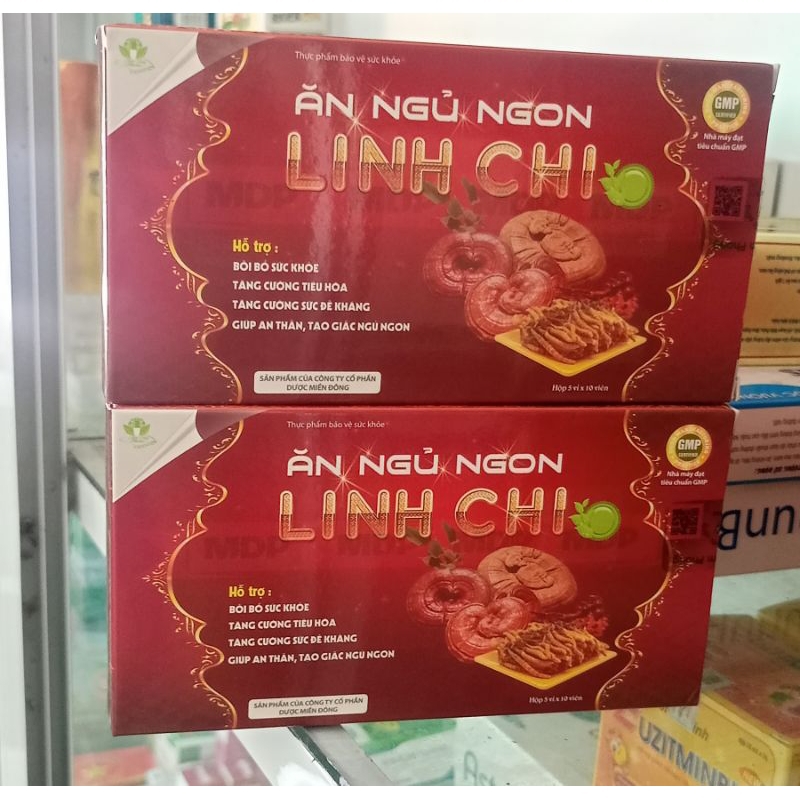 Thực phẩm bảo vệ sức khỏe
ĂN NGỦ NGON
LINH CHI
GMP
CERTIFIED
Nhà máy đạt
tiêu chuẩn GMP
MDP
Hỗ trợ :
BỒI BỔ SỨC KHỎE
TĂNG CƯỜNG TIÊU HÓA
TĂNG CƯỜNG SỨC ĐỀ KHÁNG
GIÚP AN THẦN, TẠO GIẤC NGỦ NGON
SẢN PHẨM CỦA CÔNG TY CỔ PHẦN
DƯỢC MIỀN ĐÔNG
Hộp 5 vỉ x 10 viên
Thực phẩm bảo vệ sức khỏe
ĂN NGỦ NGON
LINH CHI
GMP
CERTIFIED
Nhà máy đạt
tiêu chuẩn GMP
MDP
Hỗ trợ :
BỒI BỔ SỨC KHỎE
TĂNG CƯỜNG TIÊU HÓA
TĂNG CƯỜNG SỨC ĐỀ KHÁNG
GIÚP AN THẦN, TẠO GIẤC NGỦ NGON
SẢN PHẨM CỦA CÔNG TY CỔ PHẦN
DƯỢC MIỀN ĐÔNG
Hộp 5 vỉ x 10 viên
UZITMIN